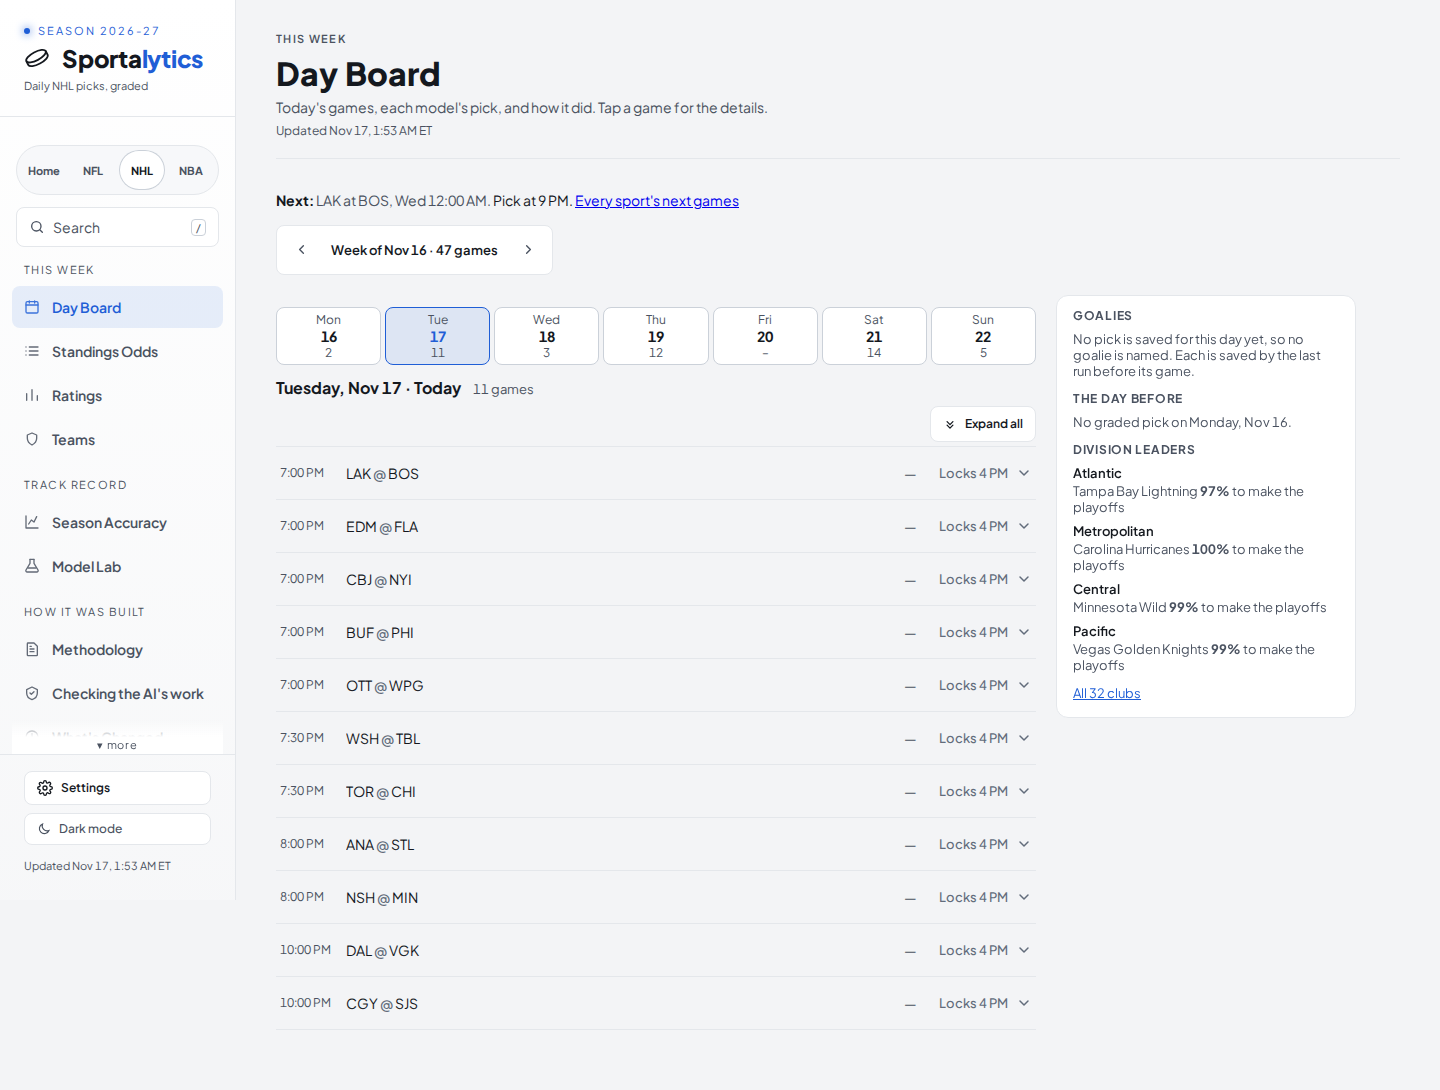 SEASON 2026-27
Sportalytics
Daily NHL picks, graded
Home NFL NHL NBA
Search /
THIS WEEK
Day Board
Standings Odds
Ratings
Teams
TRACK RECORD
Season Accuracy
Model Lab
HOW IT WAS BUILT
Methodology
Checking the AI's work
What's Changed
▾ more
Settings
Dark mode
Updated Nov 17, 1:53 AM ET
THIS WEEK
Day Board
Today's games, each model's pick, and how it did. Tap a game for the details.
Updated Nov 17, 1:53 AM ET
Next: LAK at BOS, Wed 12:00 AM. Pick at 9 PM. Every sport's next games
Week of Nov 16 · 47 games
Mon 16 2
Tue 17 11
Wed 18 3
Thu 19 12
Fri 20 –
Sat 21 14
Sun 22 5
Tuesday, Nov 17 · Today 11 games
Expand all
7:00 PM LAK @ BOS — Locks 4 PM
7:00 PM EDM @ FLA — Locks 4 PM
7:00 PM CBJ @ NYI — Locks 4 PM
7:00 PM BUF @ PHI — Locks 4 PM
7:00 PM OTT @ WPG — Locks 4 PM
7:30 PM WSH @ TBL — Locks 4 PM
7:30 PM TOR @ CHI — Locks 4 PM
8:00 PM ANA @ STL — Locks 4 PM
8:00 PM NSH @ MIN — Locks 4 PM
10:00 PM DAL @ VGK — Locks 4 PM
10:00 PM CGY @ SJS — Locks 4 PM
GOALIES
No pick is saved for this day yet, so no
goalie is named. Each is saved by the last
run before its game.
THE DAY BEFORE
No graded pick on Monday, Nov 16.
DIVISION LEADERS
Atlantic
Tampa Bay Lightning 97% to make the
playoffs
Metropolitan
Carolina Hurricanes 100% to make the
playoffs
Central
Minnesota Wild 99% to make the playoffs
Pacific
Vegas Golden Knights 99% to make the
playoffs
All 32 clubs